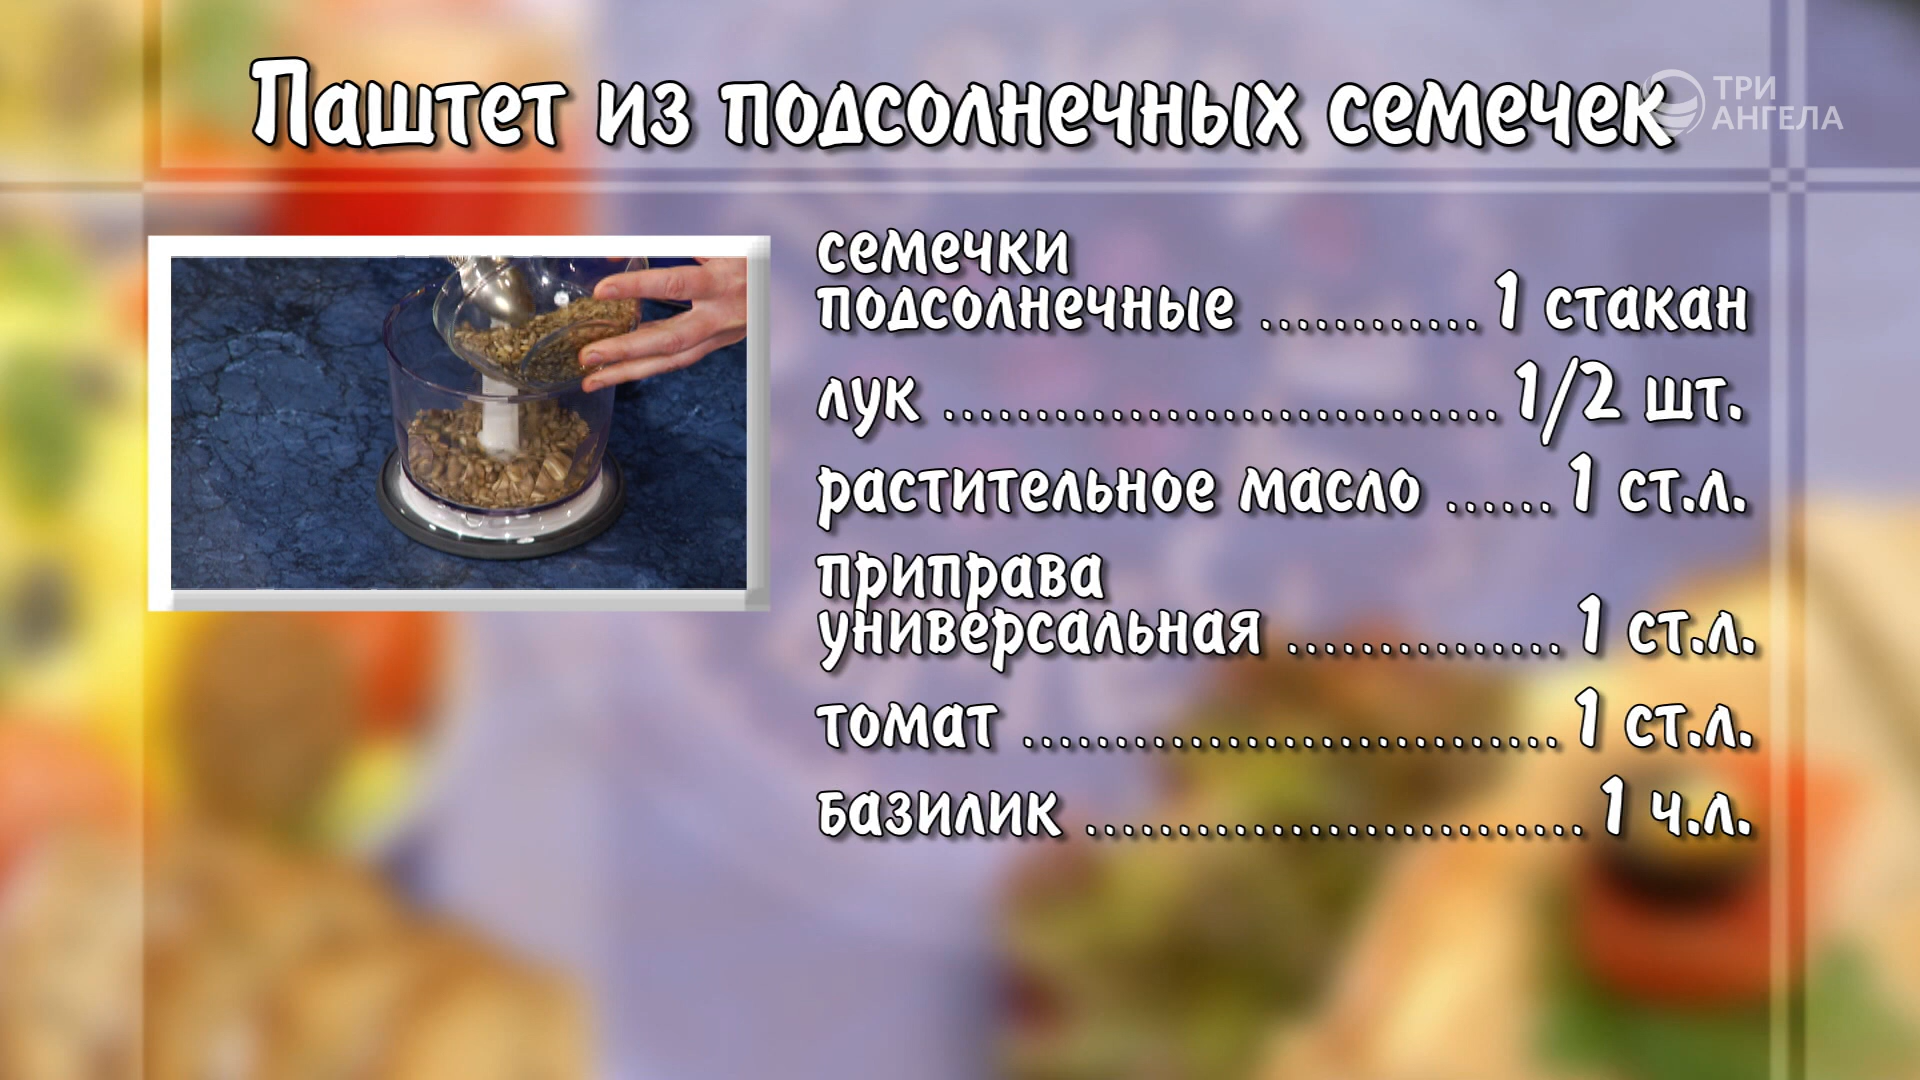 Паштет из подсолнечных семечек
ТРИ
АНГЕЛА
семечки
подсолнечные ............ 1 стакан
лук .............................. 1/2 шт.
растительное масло ...... 1 ст.л.
приправа
универсальная ............... 1 ст.л.
томат ............................. 1 ст.л.
базилик ........................... 1 ч.л.